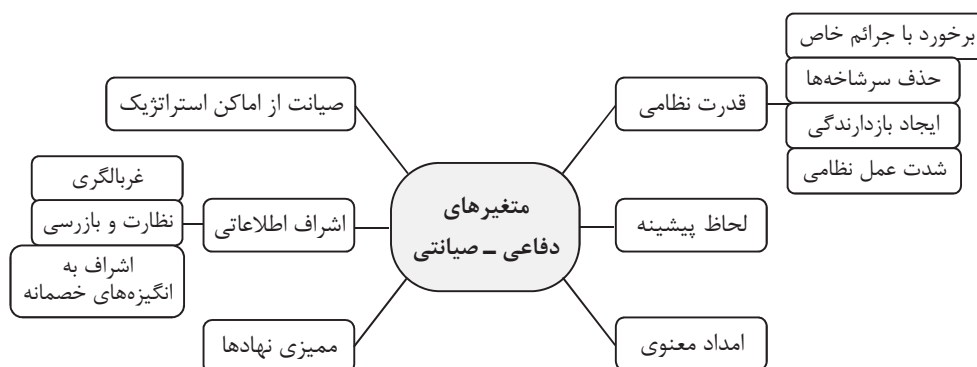 برخورد با جرائم خاص
حذف سرشاخه‌ها
ایجاد بازدارندگی
شدت عمل نظامی
قدرت نظامی
لحاظ پیشینه
امداد معنوی
متغیرهای
دفاعی ـ صیانتی
صیانت از اماکن استراتژیک
اشراف اطلاعاتی
غربالگری
نظارت و بازرسی
اشراف به
انگیزه‌های خصمانه
ممیزی نهادها